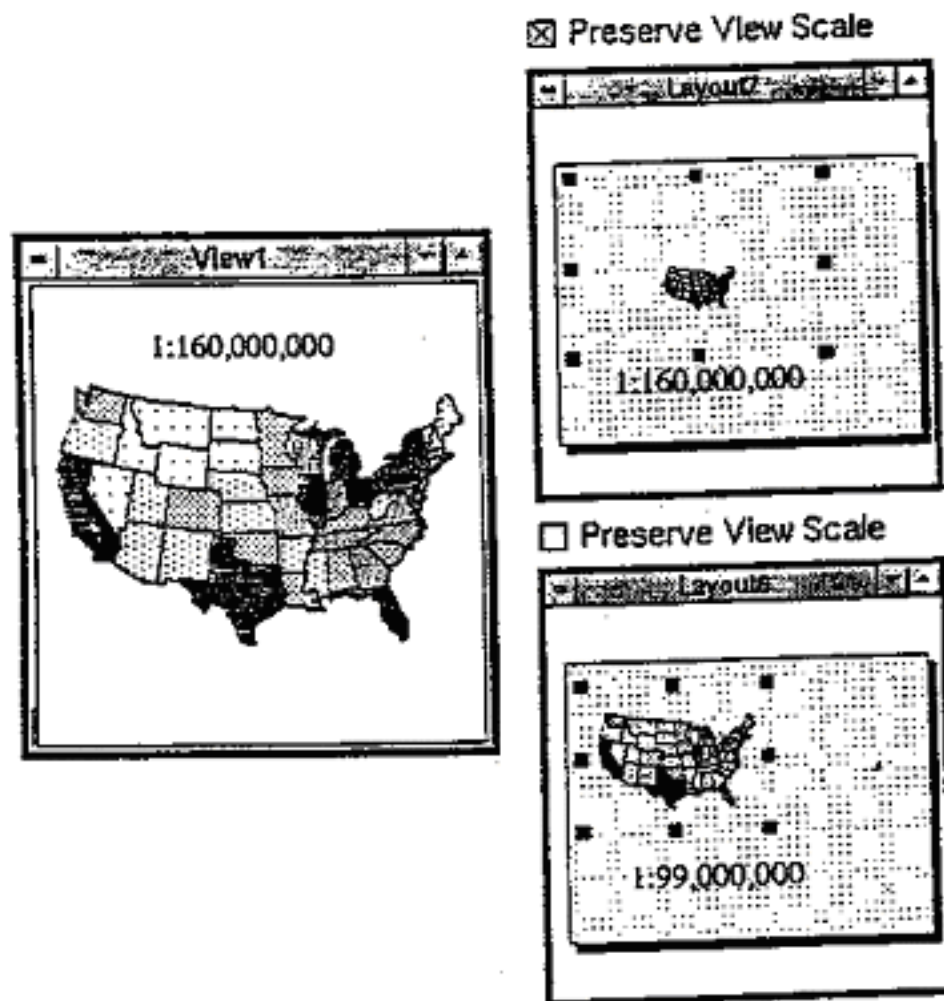 Preserve View Scale
Layout7
1:160,000,000
View1
1:160,000,000
Preserve View Scale
Layout6
1:99,000,000